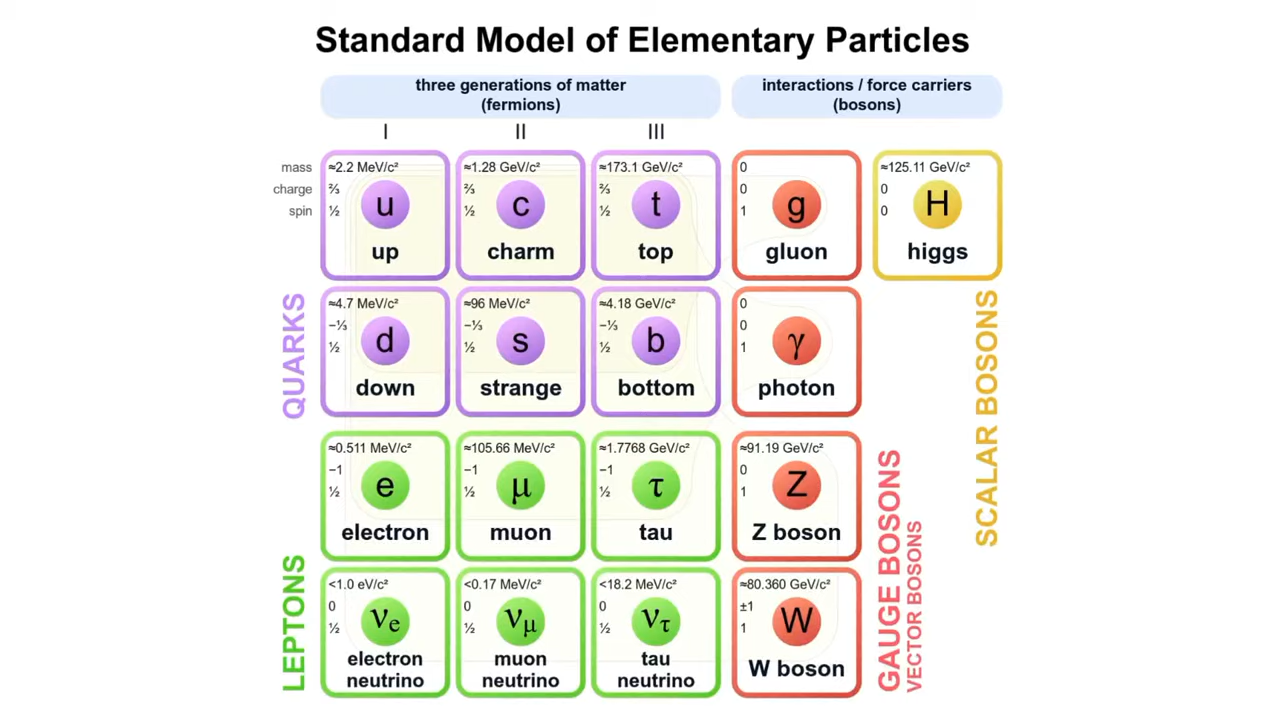 Standard Model of Elementary Particles
three generations of matter
(fermions)
interactions / force carriers
(bosons)
I
II
III
mass
charge
spin
≈2.2 MeV/c²
⅔
½
u
up
≈1.28 GeV/c²
⅔
½
c
charm
≈173.1 GeV/c²
⅔
½
t
top
0
0
1
g
gluon
≈125.11 GeV/c²
0
0
H
higgs
QUARKS
≈4.7 MeV/c²
−⅓
½
d
down
≈96 MeV/c²
−⅓
½
s
strange
≈4.18 GeV/c²
−⅓
½
b
bottom
0
0
1
γ
photon
SCALAR BOSONS
≈0.511 MeV/c²
−1
½
e
electron
≈105.66 MeV/c²
−1
½
μ
muon
≈1.7768 GeV/c²
−1
½
τ
tau
≈91.19 GeV/c²
0
1
Z
Z boson
GAUGE BOSONS
VECTOR BOSONS
LEPTONS
<1.0 eV/c²
0
½
νe
electron
neutrino
<0.17 MeV/c²
0
½
νμ
muon
neutrino
<18.2 MeV/c²
0
½
ντ
tau
neutrino
≈80.360 GeV/c²
±1
1
W
W boson